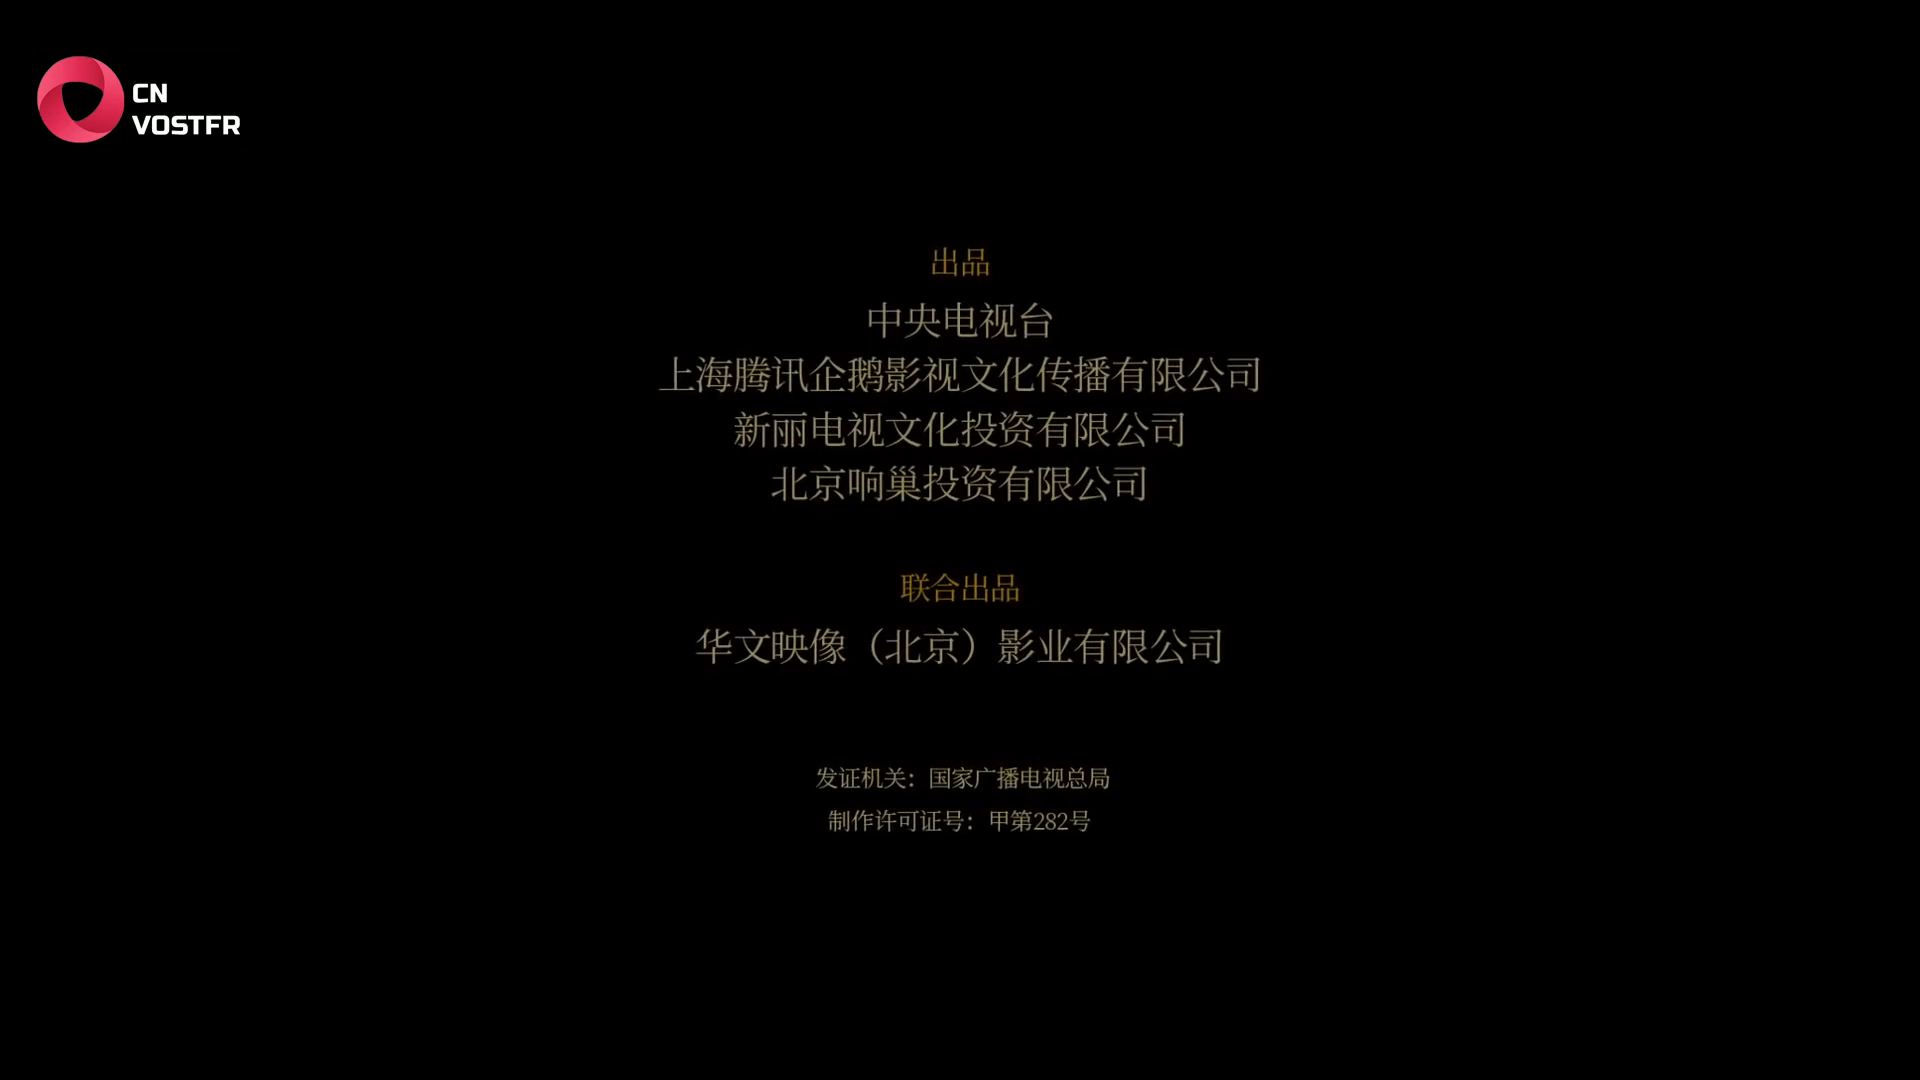 CN
VOSTFR
出品
中央电视台
上海腾讯企鹅影视文化传播有限公司
新丽电视文化投资有限公司
北京响巢投资有限公司
联合出品
华文映像（北京）影业有限公司
发证机关：国家广播电视总局
制作许可证号：甲第282号